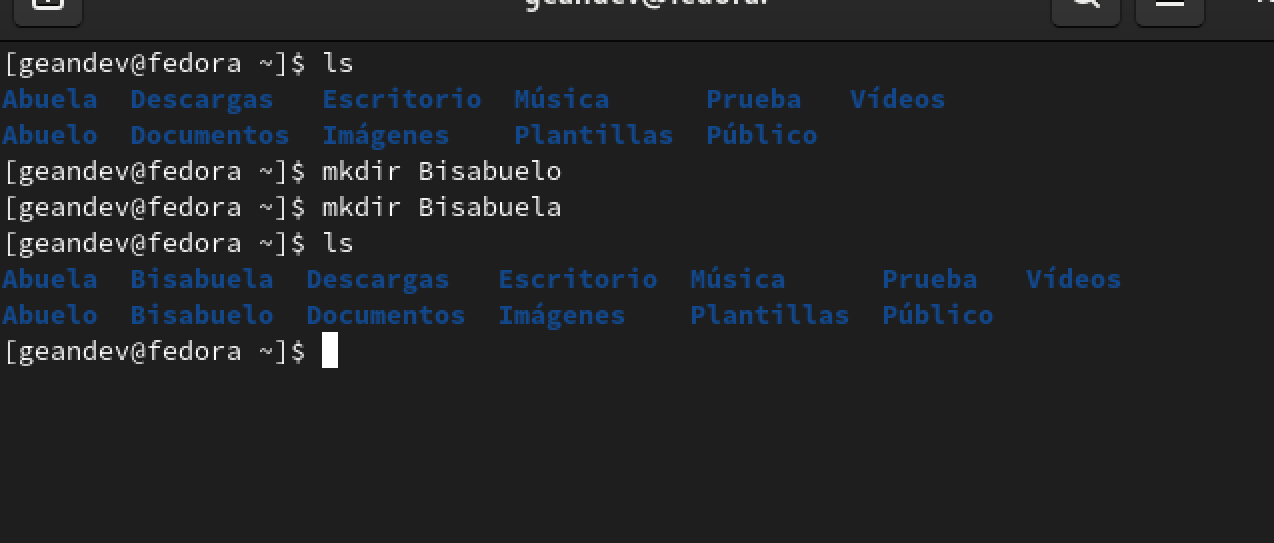 [geandev@fedora ~]$ ls
Abuela  Descargas   Escritorio  Música      Prueba   Vídeos
Abuelo  Documentos  Imágenes    Plantillas  Público
[geandev@fedora ~]$ mkdir Bisabuelo
[geandev@fedora ~]$ mkdir Bisabuela
[geandev@fedora ~]$ ls
Abuela  Bisabuela  Descargas   Escritorio  Música      Prueba   Vídeos
Abuelo  Bisabuelo  Documentos  Imágenes    Plantillas  Público
[geandev@fedora ~]$